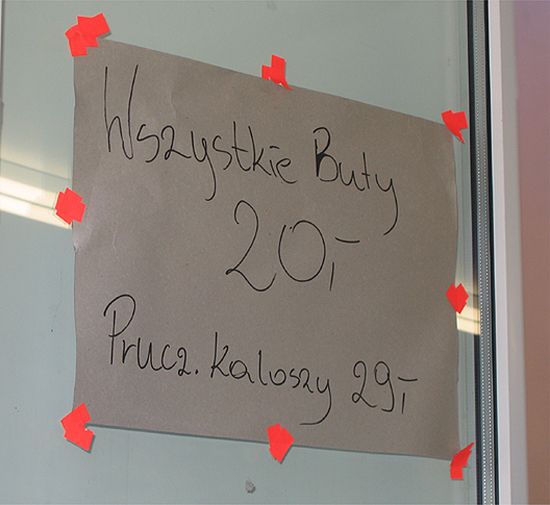 Wszystkie Buty
20,-
Prucz. kaloszy 29,-